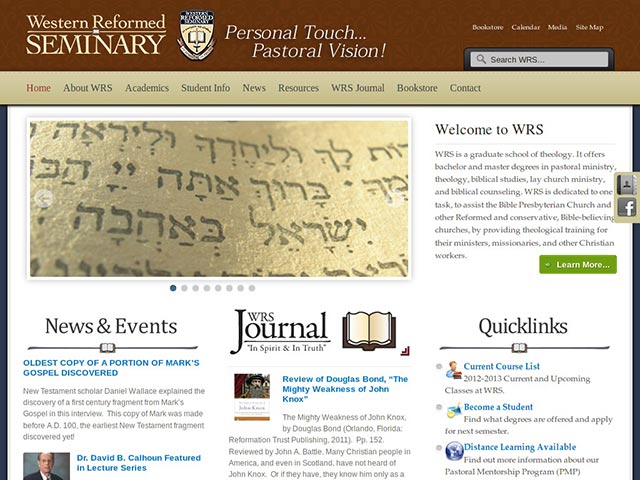 Western Reformed
SEMINARY
WESTERN
REFORMED
SEMINARY
Personal Touch...
Pastoral Vision!
Bookstore Calendar Media Site Map
Search WRS...
Home About WRS Academics Student Info News Resources WRS Journal Bookstore Contact
בָּרוּךְ אַתָּה יי
יִשְׂרָאֵל בְּאַהֲבָה
Welcome to WRS
WRS is a graduate school of theology. It offers
bachelor and master degrees in pastoral ministry,
theology, biblical studies, lay church ministry,
and biblical counseling. WRS is dedicated to one
task, to assist the Bible Presbyterian Church and
other Reformed and conservative, Bible-believing
churches, by providing theological training for
their ministers, missionaries, and other Christian
workers.
Learn More...
News & Events
OLDEST COPY OF A PORTION OF MARK'S
GOSPEL DISCOVERED
New Testament scholar Daniel Wallace explained the
discovery of a first century fragment from Mark's
Gospel in this interview. This copy of Mark was made
before A.D. 100, the earliest New Testament fragment
discovered yet!
Dr. David B. Calhoun Featured
in Lecture Series
WRS
Journal
"In Spirit & In Truth"
Review of Douglas Bond, “The
Mighty Weakness of John
Knox”
John Knox
The Mighty Weakness of John Knox,
by Douglas Bond (Orlando, Florida:
Reformation Trust Publishing, 2011). Pp. 152.
Reviewed by John A. Battle. Many Christian people in
America, and even in Scotland, have not heard of
John Knox. Or if they have, they know him only as a
Quicklinks
Current Course List
2012-2013 Current and Upcoming
Classes at WRS.
Become a Student
Find what degrees are offered and apply
for next semester.
Distance Learning Available
Find out more information about our
Pastoral Mentorship Program (PMP)